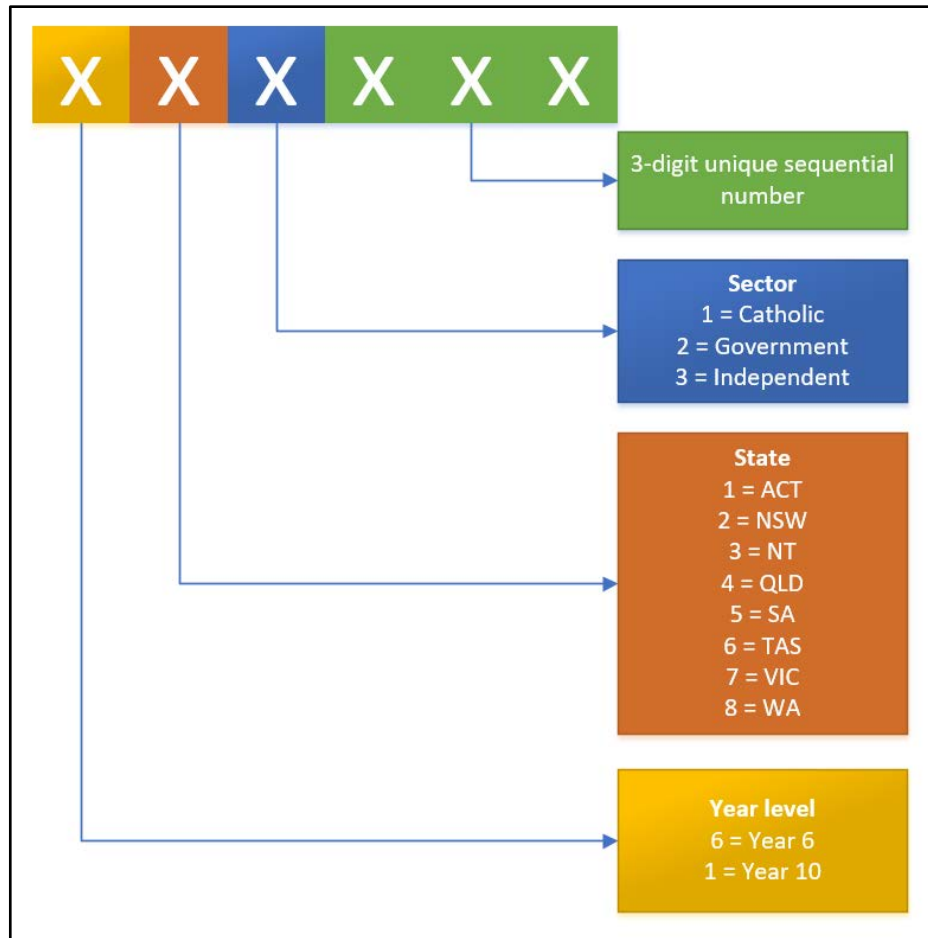 X X X X X X
3-digit unique sequential
number
Sector
1 = Catholic
2 = Government
3 = Independent
State
1 = ACT
2 = NSW
3 = NT
4 = QLD
5 = SA
6 = TAS
7 = VIC
8 = WA
Year level
6 = Year 6
1 = Year 10